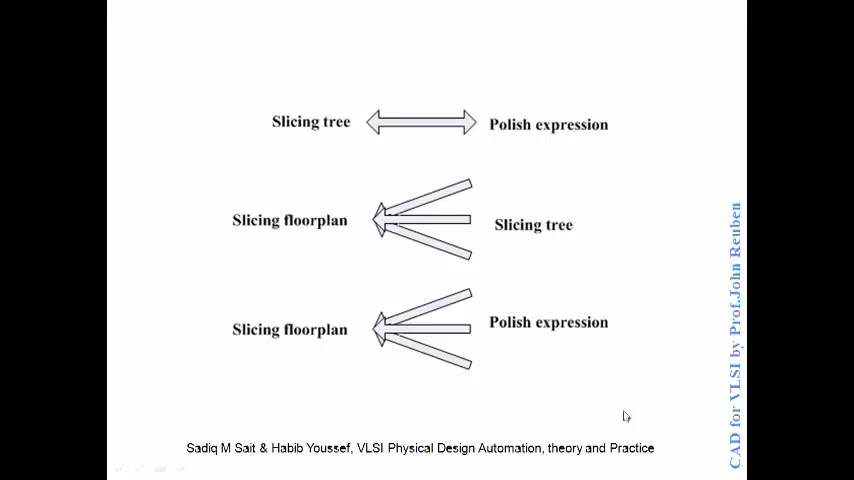 Slicing tree
Polish expression
Slicing floorplan
Slicing tree
Slicing floorplan
Polish expression
Sadiq M Sait & Habib Youssef, VLSI Physical Design Automation, theory and Practice
CAD for VLSI by Prof.John Reuben